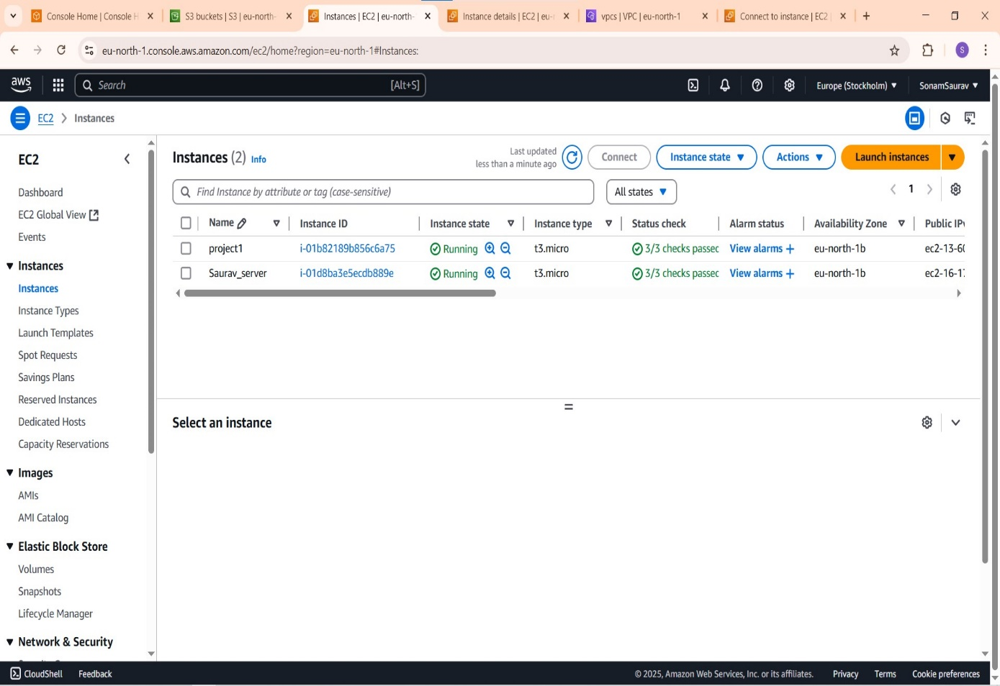 Console Home | Console H
S3 buckets | S3 | eu-north-
Instances | EC2 | eu-north-
Instance details | EC2 | eu-
vpcs | VPC | eu-north-1
Connect to instance | EC2
eu-north-1.console.aws.amazon.com/ec2/home?region=eu-north-1#Instances:
S
aws
Search [Alt+S]
Europe (Stockholm)
SonamSaurav
EC2 Instances
EC2
Dashboard
EC2 Global View
Events
Instances
Instances
Instance Types
Launch Templates
Spot Requests
Savings Plans
Reserved Instances
Dedicated Hosts
Capacity Reservations
Images
AMIs
AMI Catalog
Elastic Block Store
Volumes
Snapshots
Lifecycle Manager
Network & Security
Instances (2) Info
Last updated
less than a minute ago
Connect
Instance state
Actions
Launch instances
Find Instance by attribute or tag (case-sensitive)
All states
1
Name Instance ID Instance state Instance type Status check Alarm status Availability Zone Public IPv
project1 i-01b82189b856c6a75 Running t3.micro 3/3 checks passec View alarms + eu-north-1b ec2-13-60
Saurav_server i-01d8ba3e5ecdb889e Running t3.micro 3/3 checks passec View alarms + eu-north-1b ec2-16-17
Select an instance
CloudShell Feedback © 2025, Amazon Web Services, Inc. or its affiliates. Privacy Terms Cookie preferences